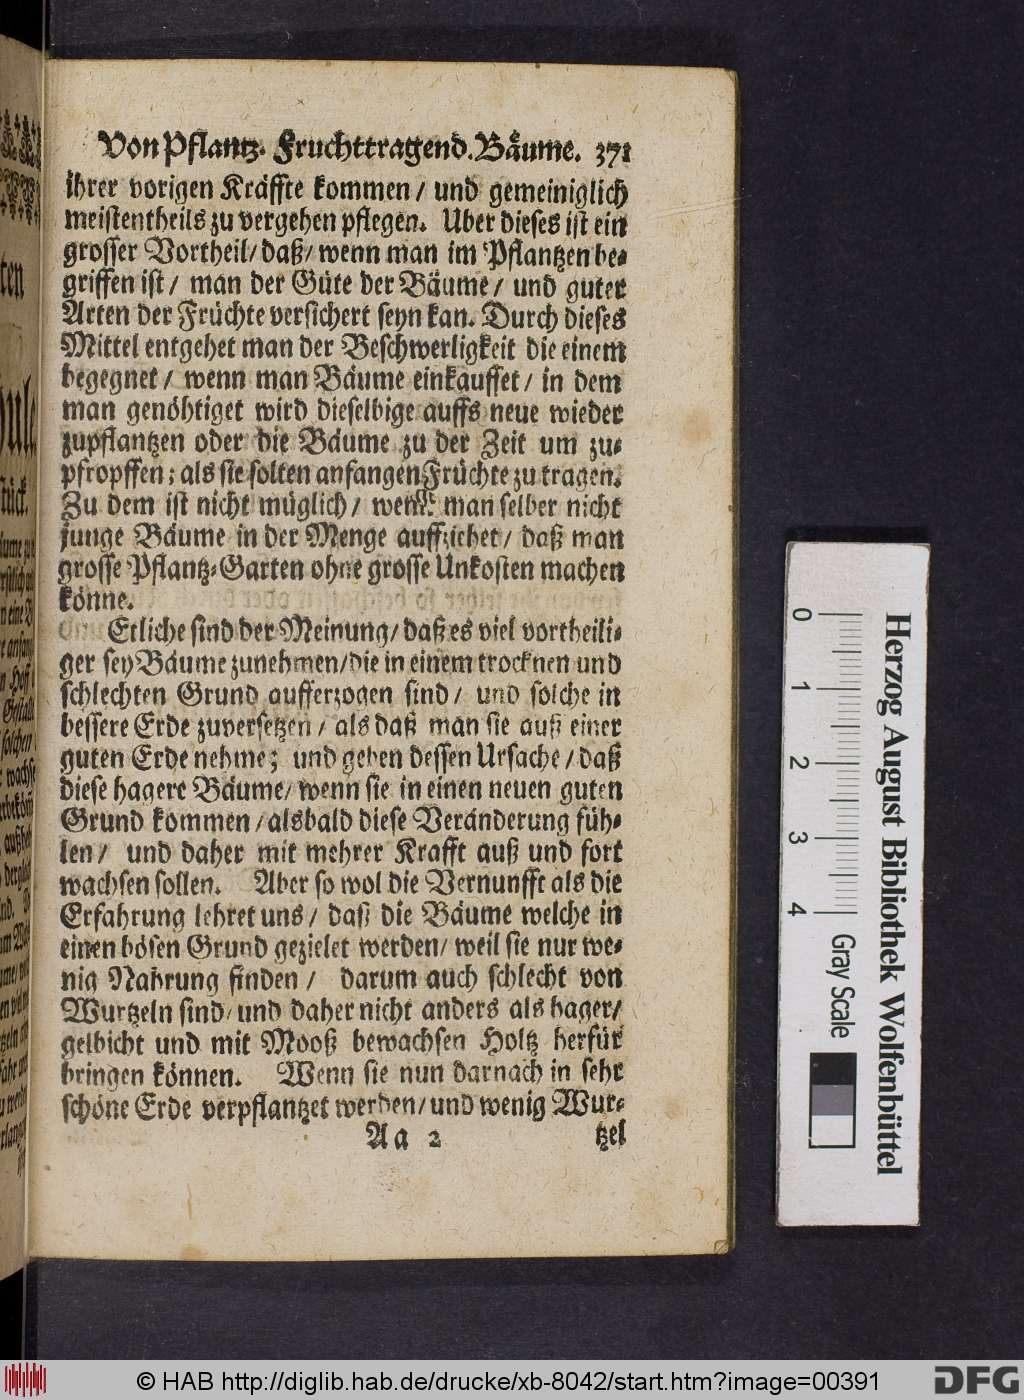 Von Pflantz. Fruchttragend. Bäume. 371
ihrer vorigen Kräffte kommen / und gemeiniglich
meistentheils zu vergehen pflegen. Uber dieses ist ein
grosser Vortheil / daß / wenn man im Pflantzen be-
griffen ist / man der Güte der Bäume / und guter
Arten der Früchte versichert seyn kan. Durch dieses
Mittel entgehet man der Beschwerligkeit die einem
begegnet / wenn man Bäume einkauffet / in dem
man genöhtiget wird dieselbige auffs neue wieder
zupflantzen oder die Bäume zu der Zeit um zu-
pfropffen; als sie solten anfangen Früchte zu tragen.
Zu dem ist nicht müglich / wenn man selber nicht
junge Bäume in der Menge auffziehet / daß man
grosse Pflantz-Garten ohne grosse Unkosten machen
könne.
Etliche sind der Meinung / daß es viel vortheili-
ger sey Bäume zunehmen / die in einem trocknen und
schlechten Grund aufferzogen sind / und solche in
bessere Erde zuversetzen / als daß man sie auß einer
guten Erde nehme; und geben dessen Ursache / daß
diese hagere Bäume / wenn sie in einen neuen guten
Grund kommen / alsbald diese Veränderung füh-
len / und daher mit mehrer Krafft auß und fort
wachsen sollen. Aber so wol die Vernunfft als die
Erfahrung lehret uns / daß die Bäume welche in
einen bösen Grund gezielet werden / weil sie nur we-
nig Nahrung finden / darum auch schlecht von
Wurtzeln sind / und daher nicht anders als hager /
gelbicht und mit Mooß bewachsen Holtz herfür
bringen können. Wenn sie nun darnach in sehr
schöne Erde verpflantzet werden / und wenig Wur-
Aa 2 tzel
Herzog August Bibliothek Wolfenbüttel
0 1 2 3 4 Gray Scale
© HAB http://diglib.hab.de/drucke/xb-8042/start.htm?image=00391
DFG